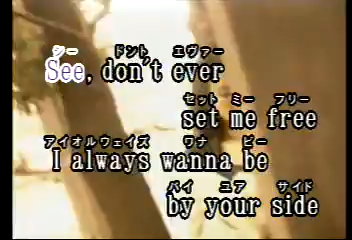 シー ドント エヴァー
See, don't ever
セット ミー フリー
set me free
アイオルウェイズ ワナ ビー
I always wanna be
バイ ユア サイド
by your side